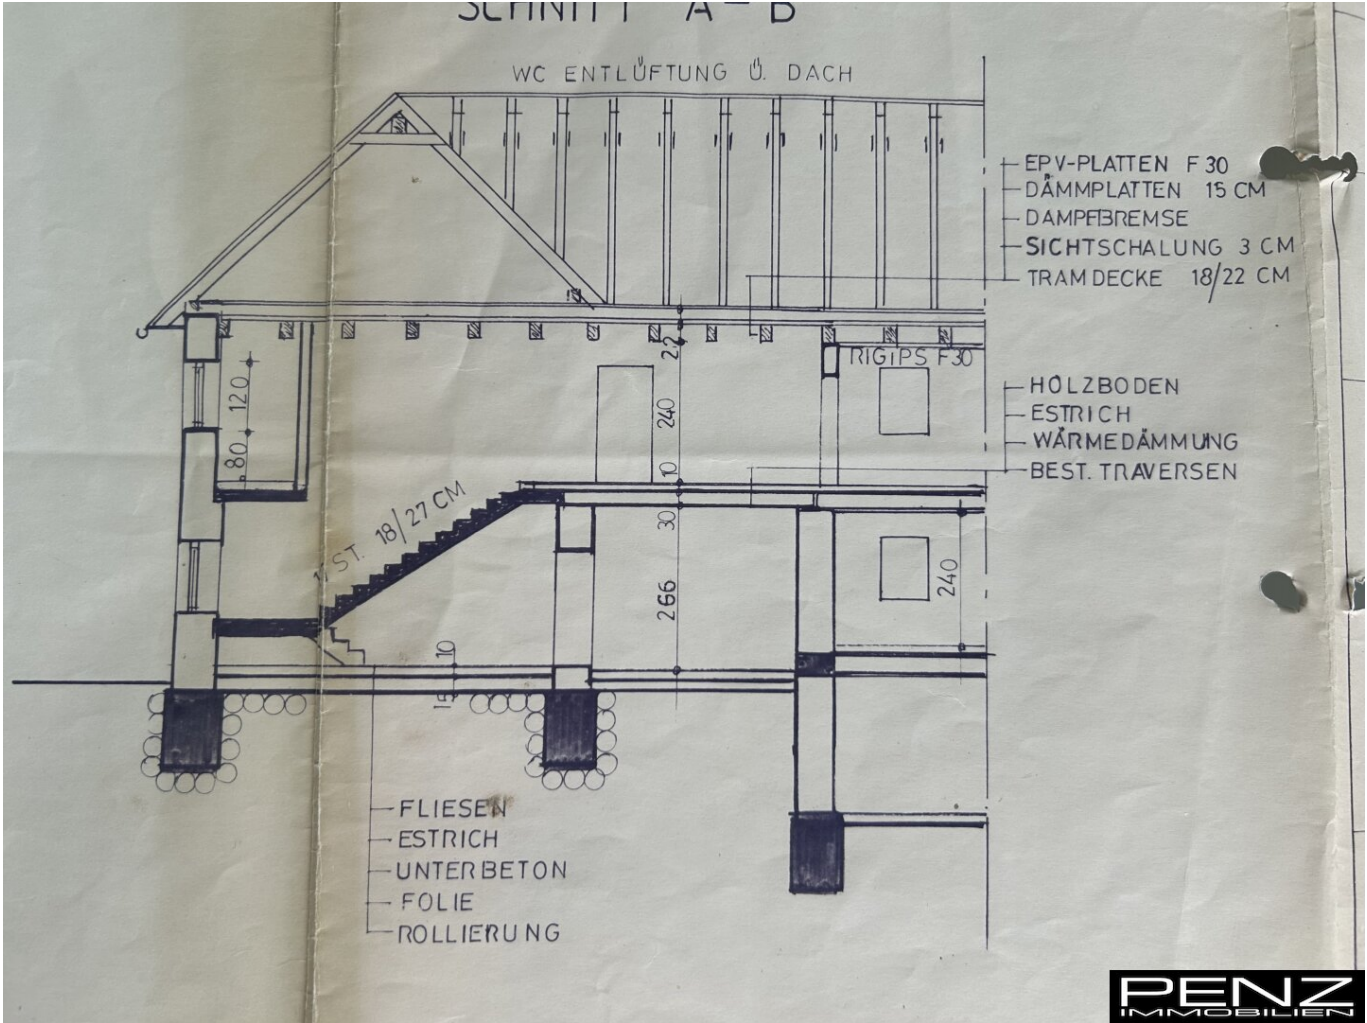 SCHNITT A-B
WC ENTLÜFTUNG Ü. DACH
EPV-PLATTEN F30
DÄMMPLATTEN 15 CM
DAMPFBREMSE
SICHTSCHALUNG 3 CM
TRAMDECKE 18/22 CM
22
RIGIPS F30
120
240
HOLZBODEN
ESTRICH
WÄRMEDÄMMUNG
BEST. TRAVERSEN
80
10
ST. 18/27 CM
30
240
266
10
15
FLIESEN
ESTRICH
UNTERBETON
FOLIE
ROLLIERUNG
PENZ
IMMOBILIEN